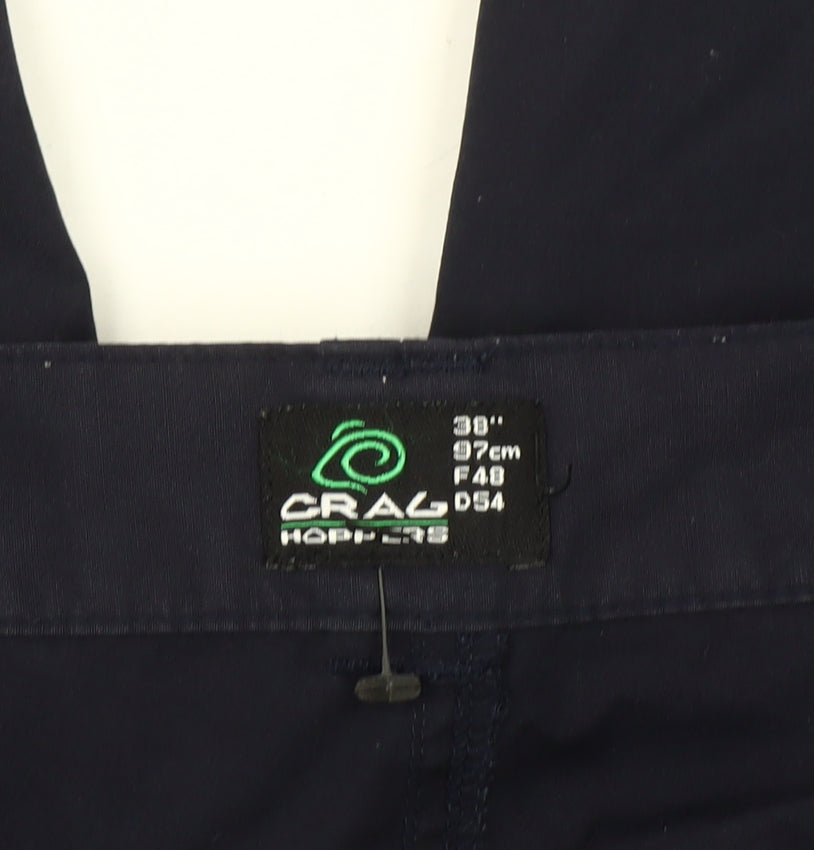 38"
97cm
F48
D54
CRAG
HOPPERS